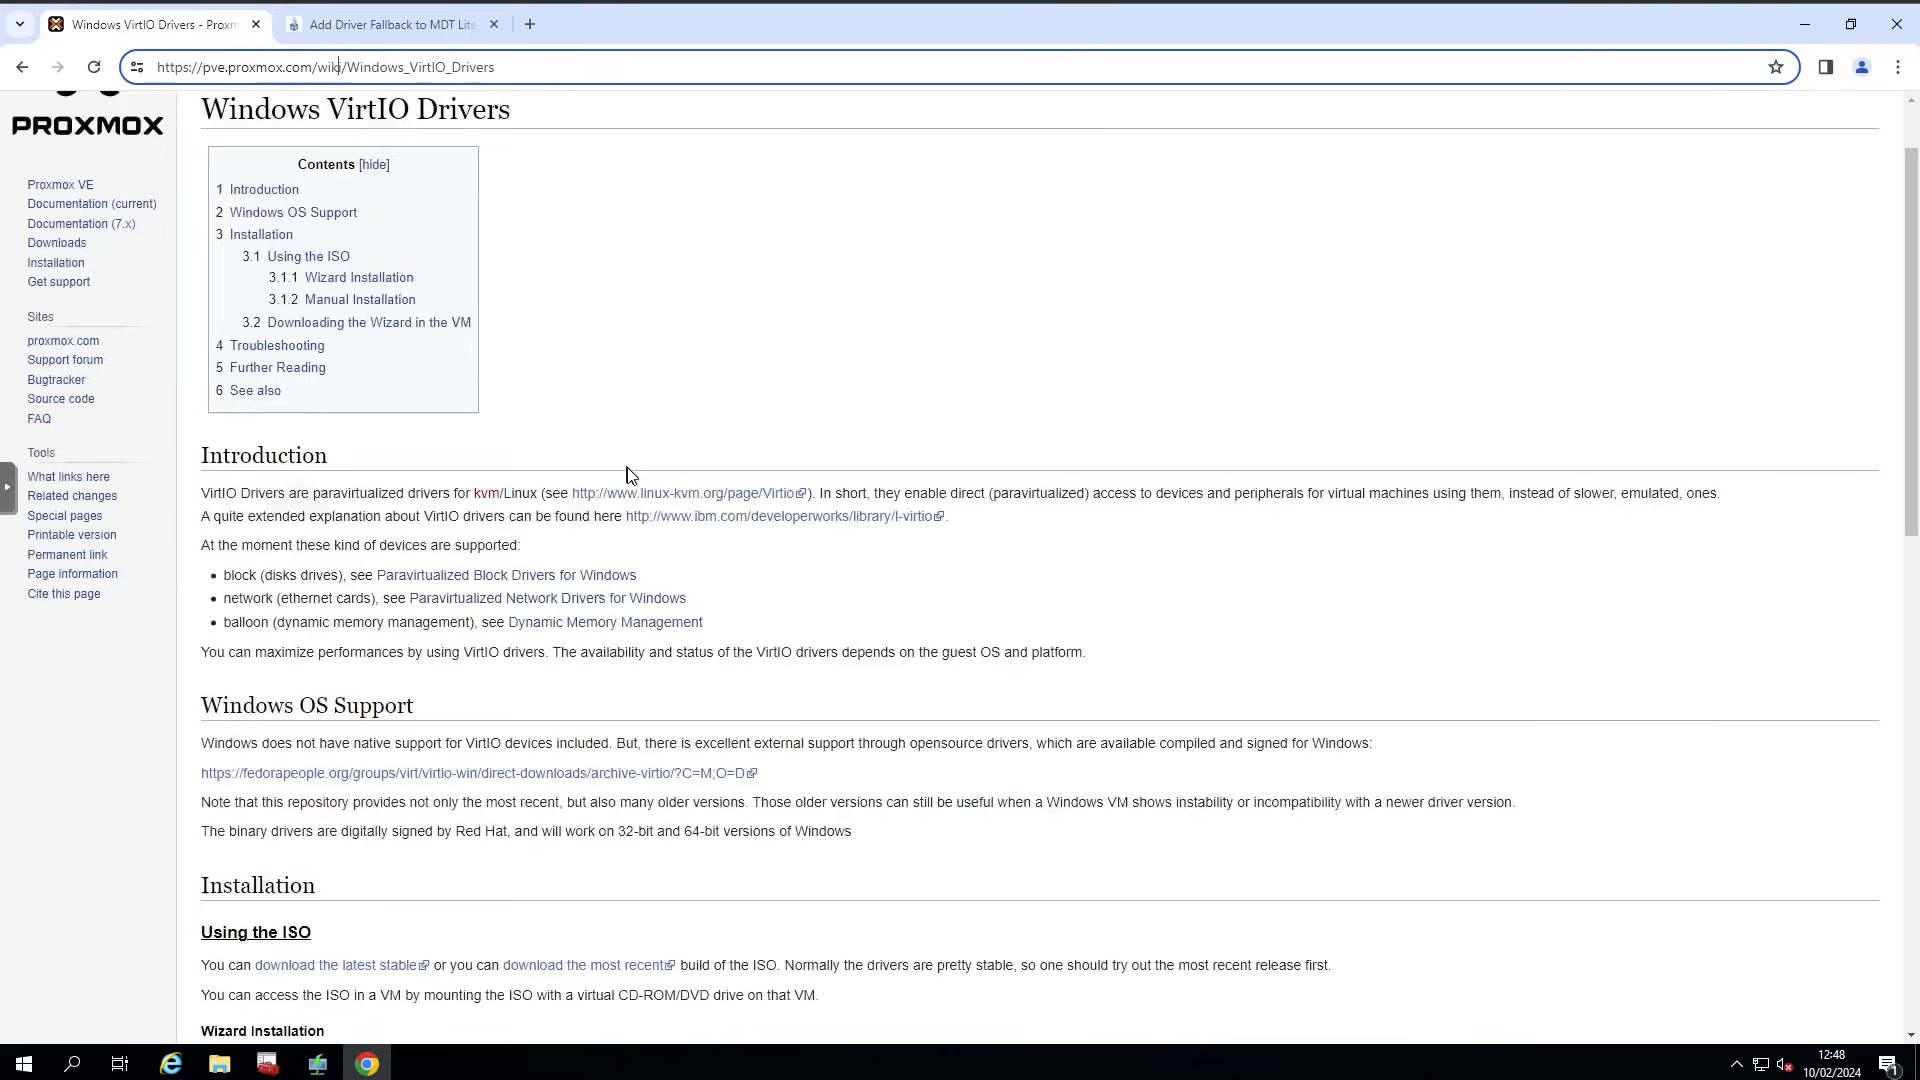 Windows VirtIO Drivers - Proxm
Add Driver Fallback to MDT Lite
https://pve.proxmox.com/wiki/Windows_VirtIO_Drivers
PROXMOX
Proxmox VE
Documentation (current)
Documentation (7.x)
Downloads
Installation
Get support
Sites
proxmox.com
Support forum
Bugtracker
Source code
FAQ
Tools
What links here
Related changes
Special pages
Printable version
Permanent link
Page information
Cite this page
Windows VirtIO Drivers
Contents [hide]
1 Introduction
2 Windows OS Support
3 Installation
3.1 Using the ISO
3.1.1 Wizard Installation
3.1.2 Manual Installation
3.2 Downloading the Wizard in the VM
4 Troubleshooting
5 Further Reading
6 See also
Introduction
VirtIO Drivers are paravirtualized drivers for kvm/Linux (see http://www.linux-kvm.org/page/Virtio). In short, they enable direct (paravirtualized) access to devices and peripherals for virtual machines using them, instead of slower, emulated, ones.
A quite extended explanation about VirtIO drivers can be found here http://www.ibm.com/developerworks/library/l-virtio.
At the moment these kind of devices are supported:
• block (disks drives), see Paravirtualized Block Drivers for Windows
• network (ethernet cards), see Paravirtualized Network Drivers for Windows
• balloon (dynamic memory management), see Dynamic Memory Management
You can maximize performances by using VirtIO drivers. The availability and status of the VirtIO drivers depends on the guest OS and platform.
Windows OS Support
Windows does not have native support for VirtIO devices included. But, there is excellent external support through opensource drivers, which are available compiled and signed for Windows:
https://fedorapeople.org/groups/virt/virtio-win/direct-downloads/archive-virtio/?C=M;O=D
Note that this repository provides not only the most recent, but also many older versions. Those older versions can still be useful when a Windows VM shows instability or incompatibility with a newer driver version.
The binary drivers are digitally signed by Red Hat, and will work on 32-bit and 64-bit versions of Windows
Installation
Using the ISO
You can download the latest stable or you can download the most recent build of the ISO. Normally the drivers are pretty stable, so one should try out the most recent release first.
You can access the ISO in a VM by mounting the ISO with a virtual CD-ROM/DVD drive on that VM.
Wizard Installation
12:48
10/02/2024
1